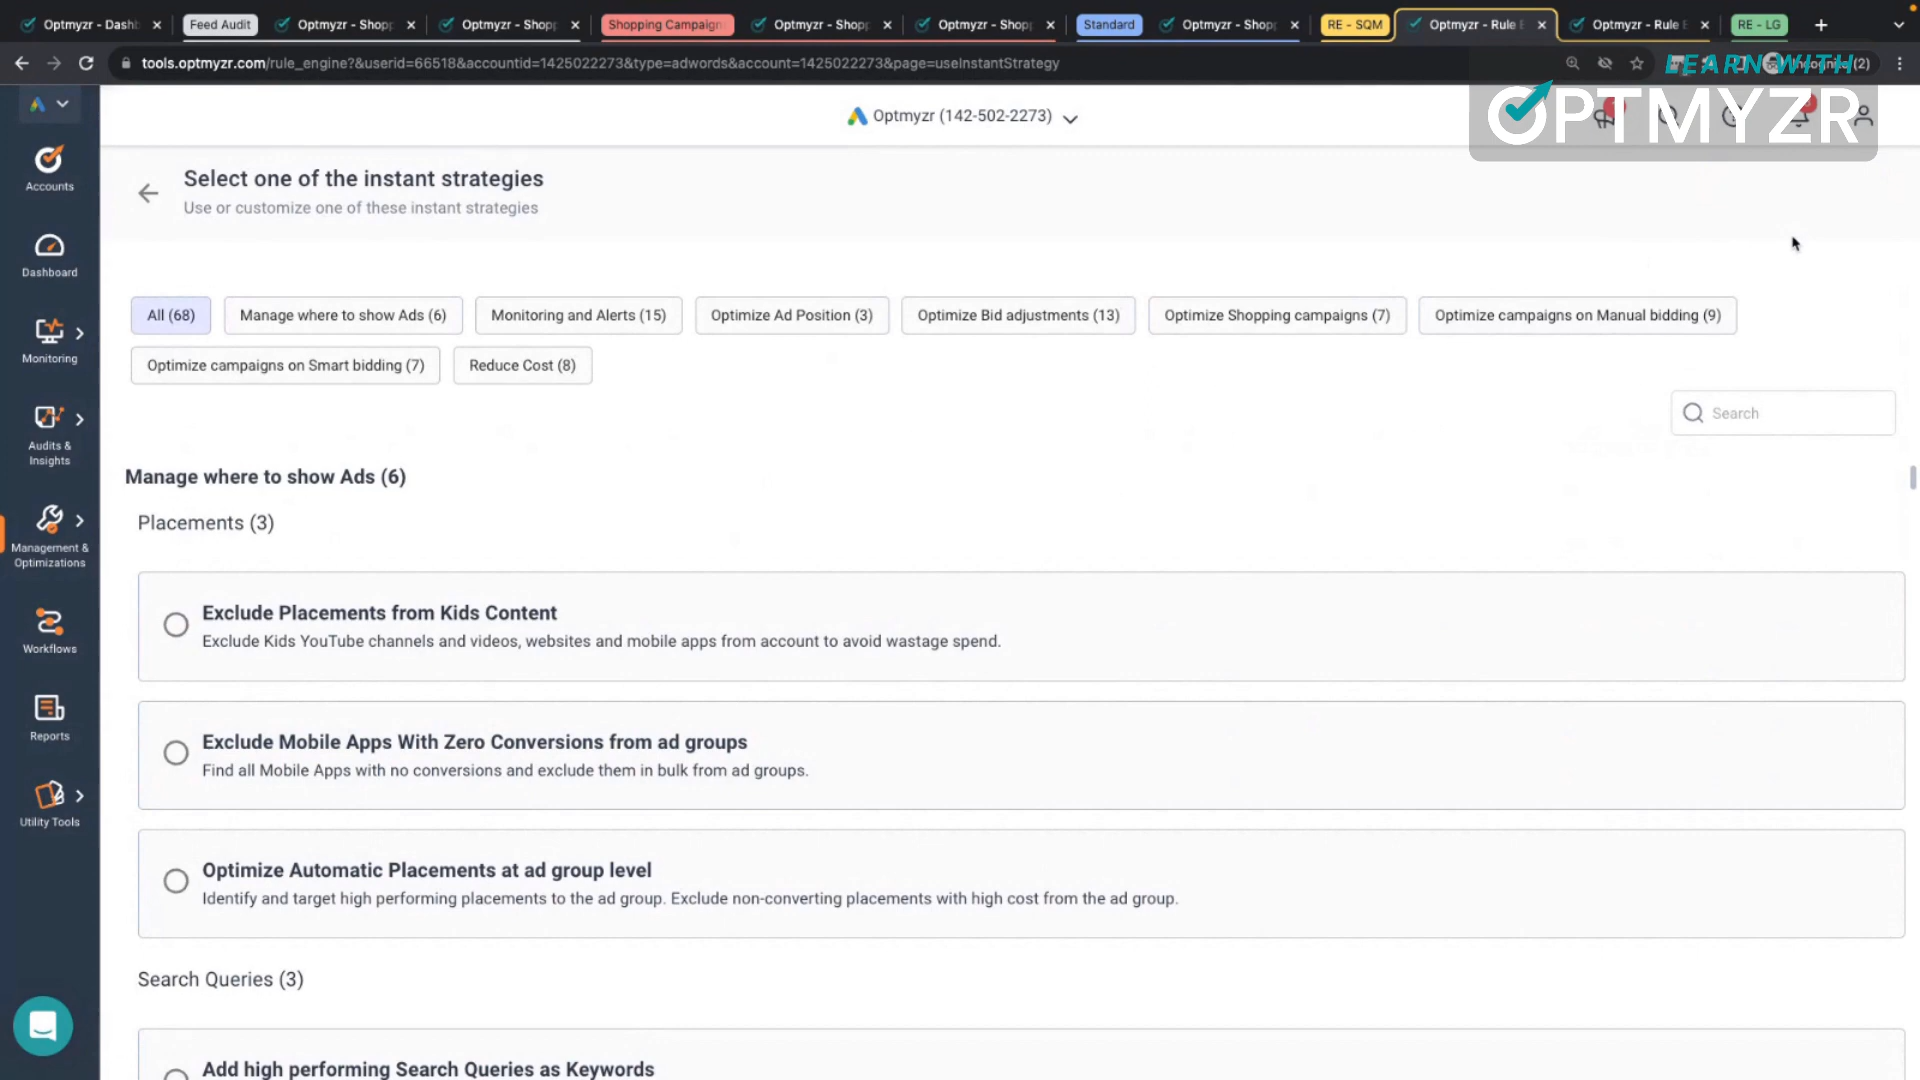 Optmyzr - Dash
Feed Audit
Optmyzr - Shop
Optmyzr - Shop
Shopping Campaign
Optmyzr - Shop
Optmyzr - Shop
Standard
Optmyzr - Shop
RE - SQM
Optmyzr - Rule
Optmyzr - Rule E
RE - LG
tools.optmyzr.com/rule_engine?&userid=66518&accountid=1425022273&type=adwords&account=1425022273&page=useInstantStrategy
(2)
LEARN WITH
OPTMYZR
Optmyzr (142-502-2273)
Accounts
Dashboard
Monitoring
Audits &
Insights
Management &
Optimizations
Workflows
Reports
Utility Tools
Select one of the instant strategies
Use or customize one of these instant strategies
All (68)
Manage where to show Ads (6)
Monitoring and Alerts (15)
Optimize Ad Position (3)
Optimize Bid adjustments (13)
Optimize Shopping campaigns (7)
Optimize campaigns on Manual bidding (9)
Optimize campaigns on Smart bidding (7)
Reduce Cost (8)
Search
Manage where to show Ads (6)
Placements (3)
Exclude Placements from Kids Content
Exclude Kids YouTube channels and videos, websites and mobile apps from account to avoid wastage spend.
Exclude Mobile Apps With Zero Conversions from ad groups
Find all Mobile Apps with no conversions and exclude them in bulk from ad groups.
Optimize Automatic Placements at ad group level
Identify and target high performing placements to the ad group. Exclude non-converting placements with high cost from the ad group.
Search Queries (3)
Add high performing Search Queries as Keywords